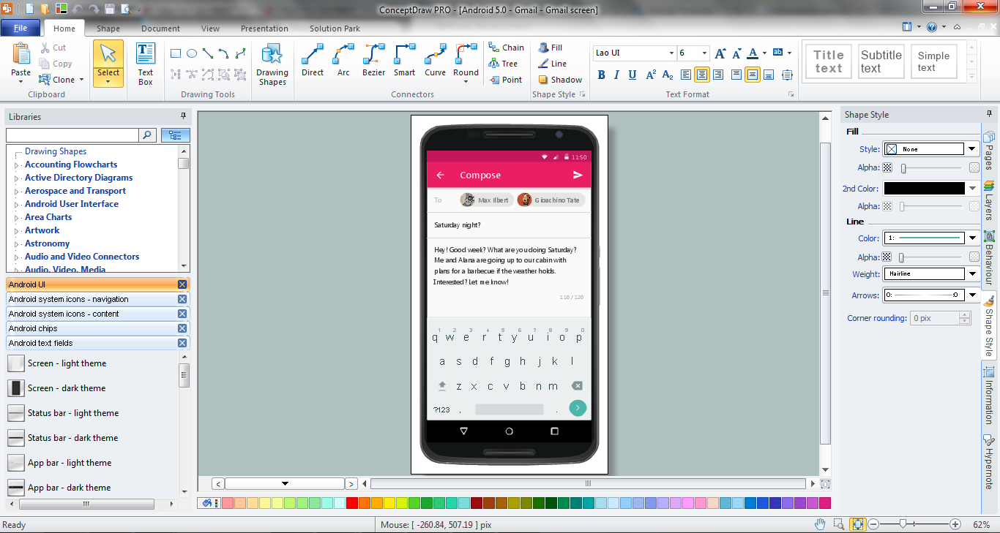 ConceptDraw PRO - [Android 5.0 - Gmail - Gmail screen]
File Home Shape Document View Presentation Solution Park
Paste
Cut
Copy
Clone
Clipboard
Select
Text Box
Drawing Tools
Drawing Shapes
Direct Arc Bezier Smart Curve Round
Chain
Tree
Point
Connectors
Fill
Line
Shadow
Shape Style
Lao UI 6 A A A ab
B I U A2 A2
Text Format
Title text
Subtitle text
Simple text
Libraries
Drawing Shapes
Accounting Flowcharts
Active Directory Diagrams
Aerospace and Transport
Android User Interface
Area Charts
Artwork
Astronomy
Audio and Video Connectors
Audio, Video, Media
Android UI
Android system icons - navigation
Android system icons - content
Android chips
Android text fields
Screen - light theme
Screen - dark theme
Status bar - light theme
Status bar - dark theme
App bar - light theme
App bar - dark theme
11:50
Compose
To Max Ilbert Gioachino Tate
Saturday night?
Hey! Good week? What are you doing Saturday?
Me and Alana are going up to our cabin with
plans for a barbecue if the weather holds.
Interested? Let me know!
110 / 120
1 2 3 4 5 6 7 8 9 0
q w e r t y u i o p
a s d f g h j k l
z x c v b n m
?123 , .
Shape Style
Fill
Style: None
Alpha:
2nd Color:
Alpha:
Line
Color: 1:
Alpha:
Weight: Hairline
Arrows: 0: :0
Corner rounding: 0 pix
Pages
Layers
Behaviour
Shape Style
Information
Hypernote
Ready
Mouse: [ -260.84, 507.19 ] pix
62%